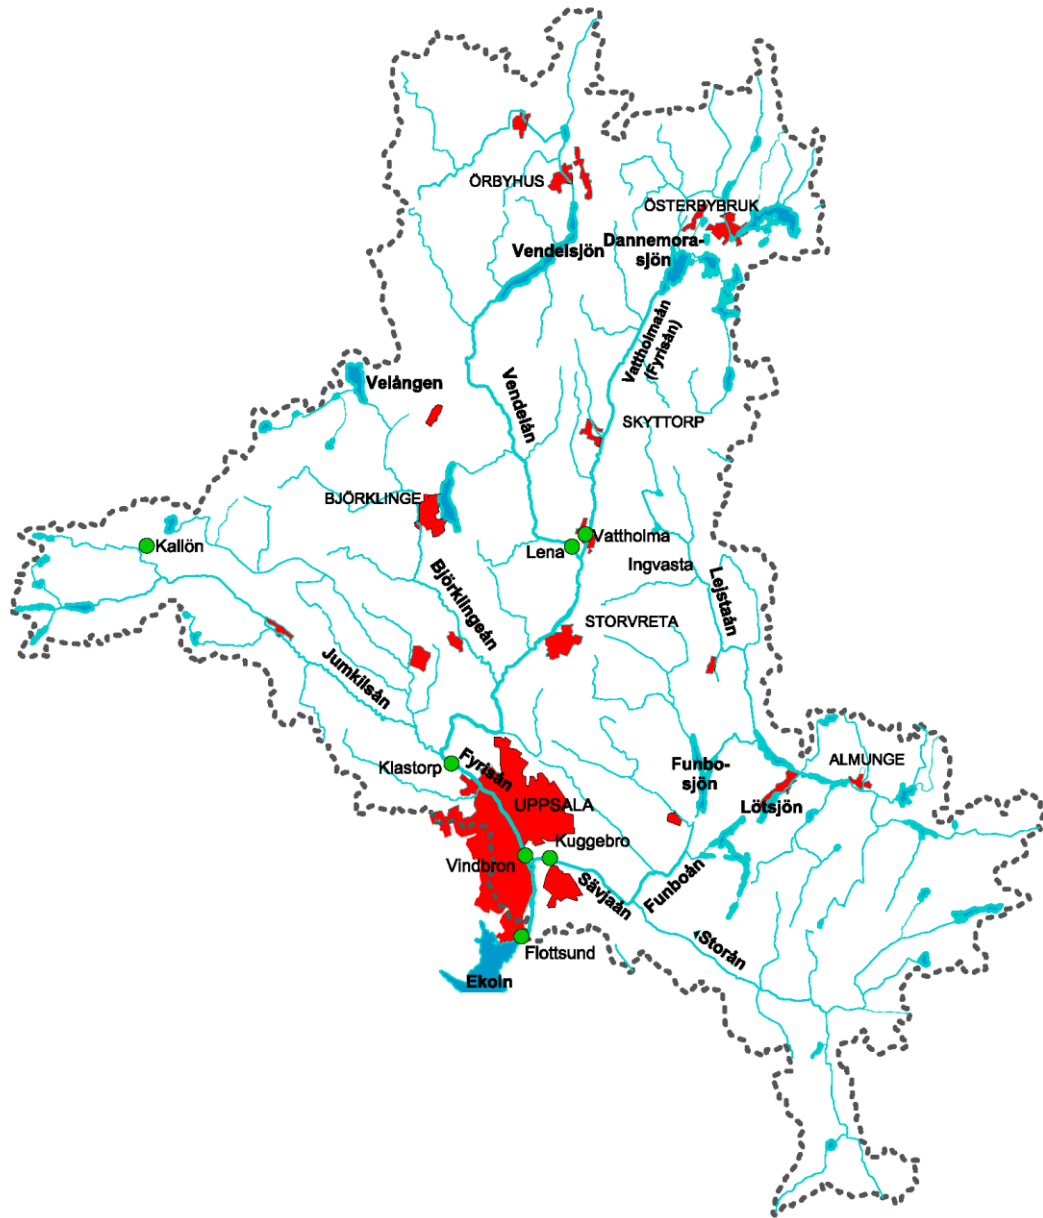 ÖRBYHUS
ÖSTERBYBRUK
Vendelsjön
Dannemora-
sjön
Vattholmaån
(Fyrisån)
Velången
Vendelån
SKYTTORP
BJÖRKLINGE
Kallön
Vattholma
Lena
Ingvasta
Björklingeån
Lejstaån
STORVRETA
Jumkilsån
Klastorp
Fyrisån
Funbo-
sjön
ALMUNGE
Lötsjön
UPPSALA
Kuggebro
Vindbron
Sävjaån
Funboån
Storån
Flottsund
Ekoln